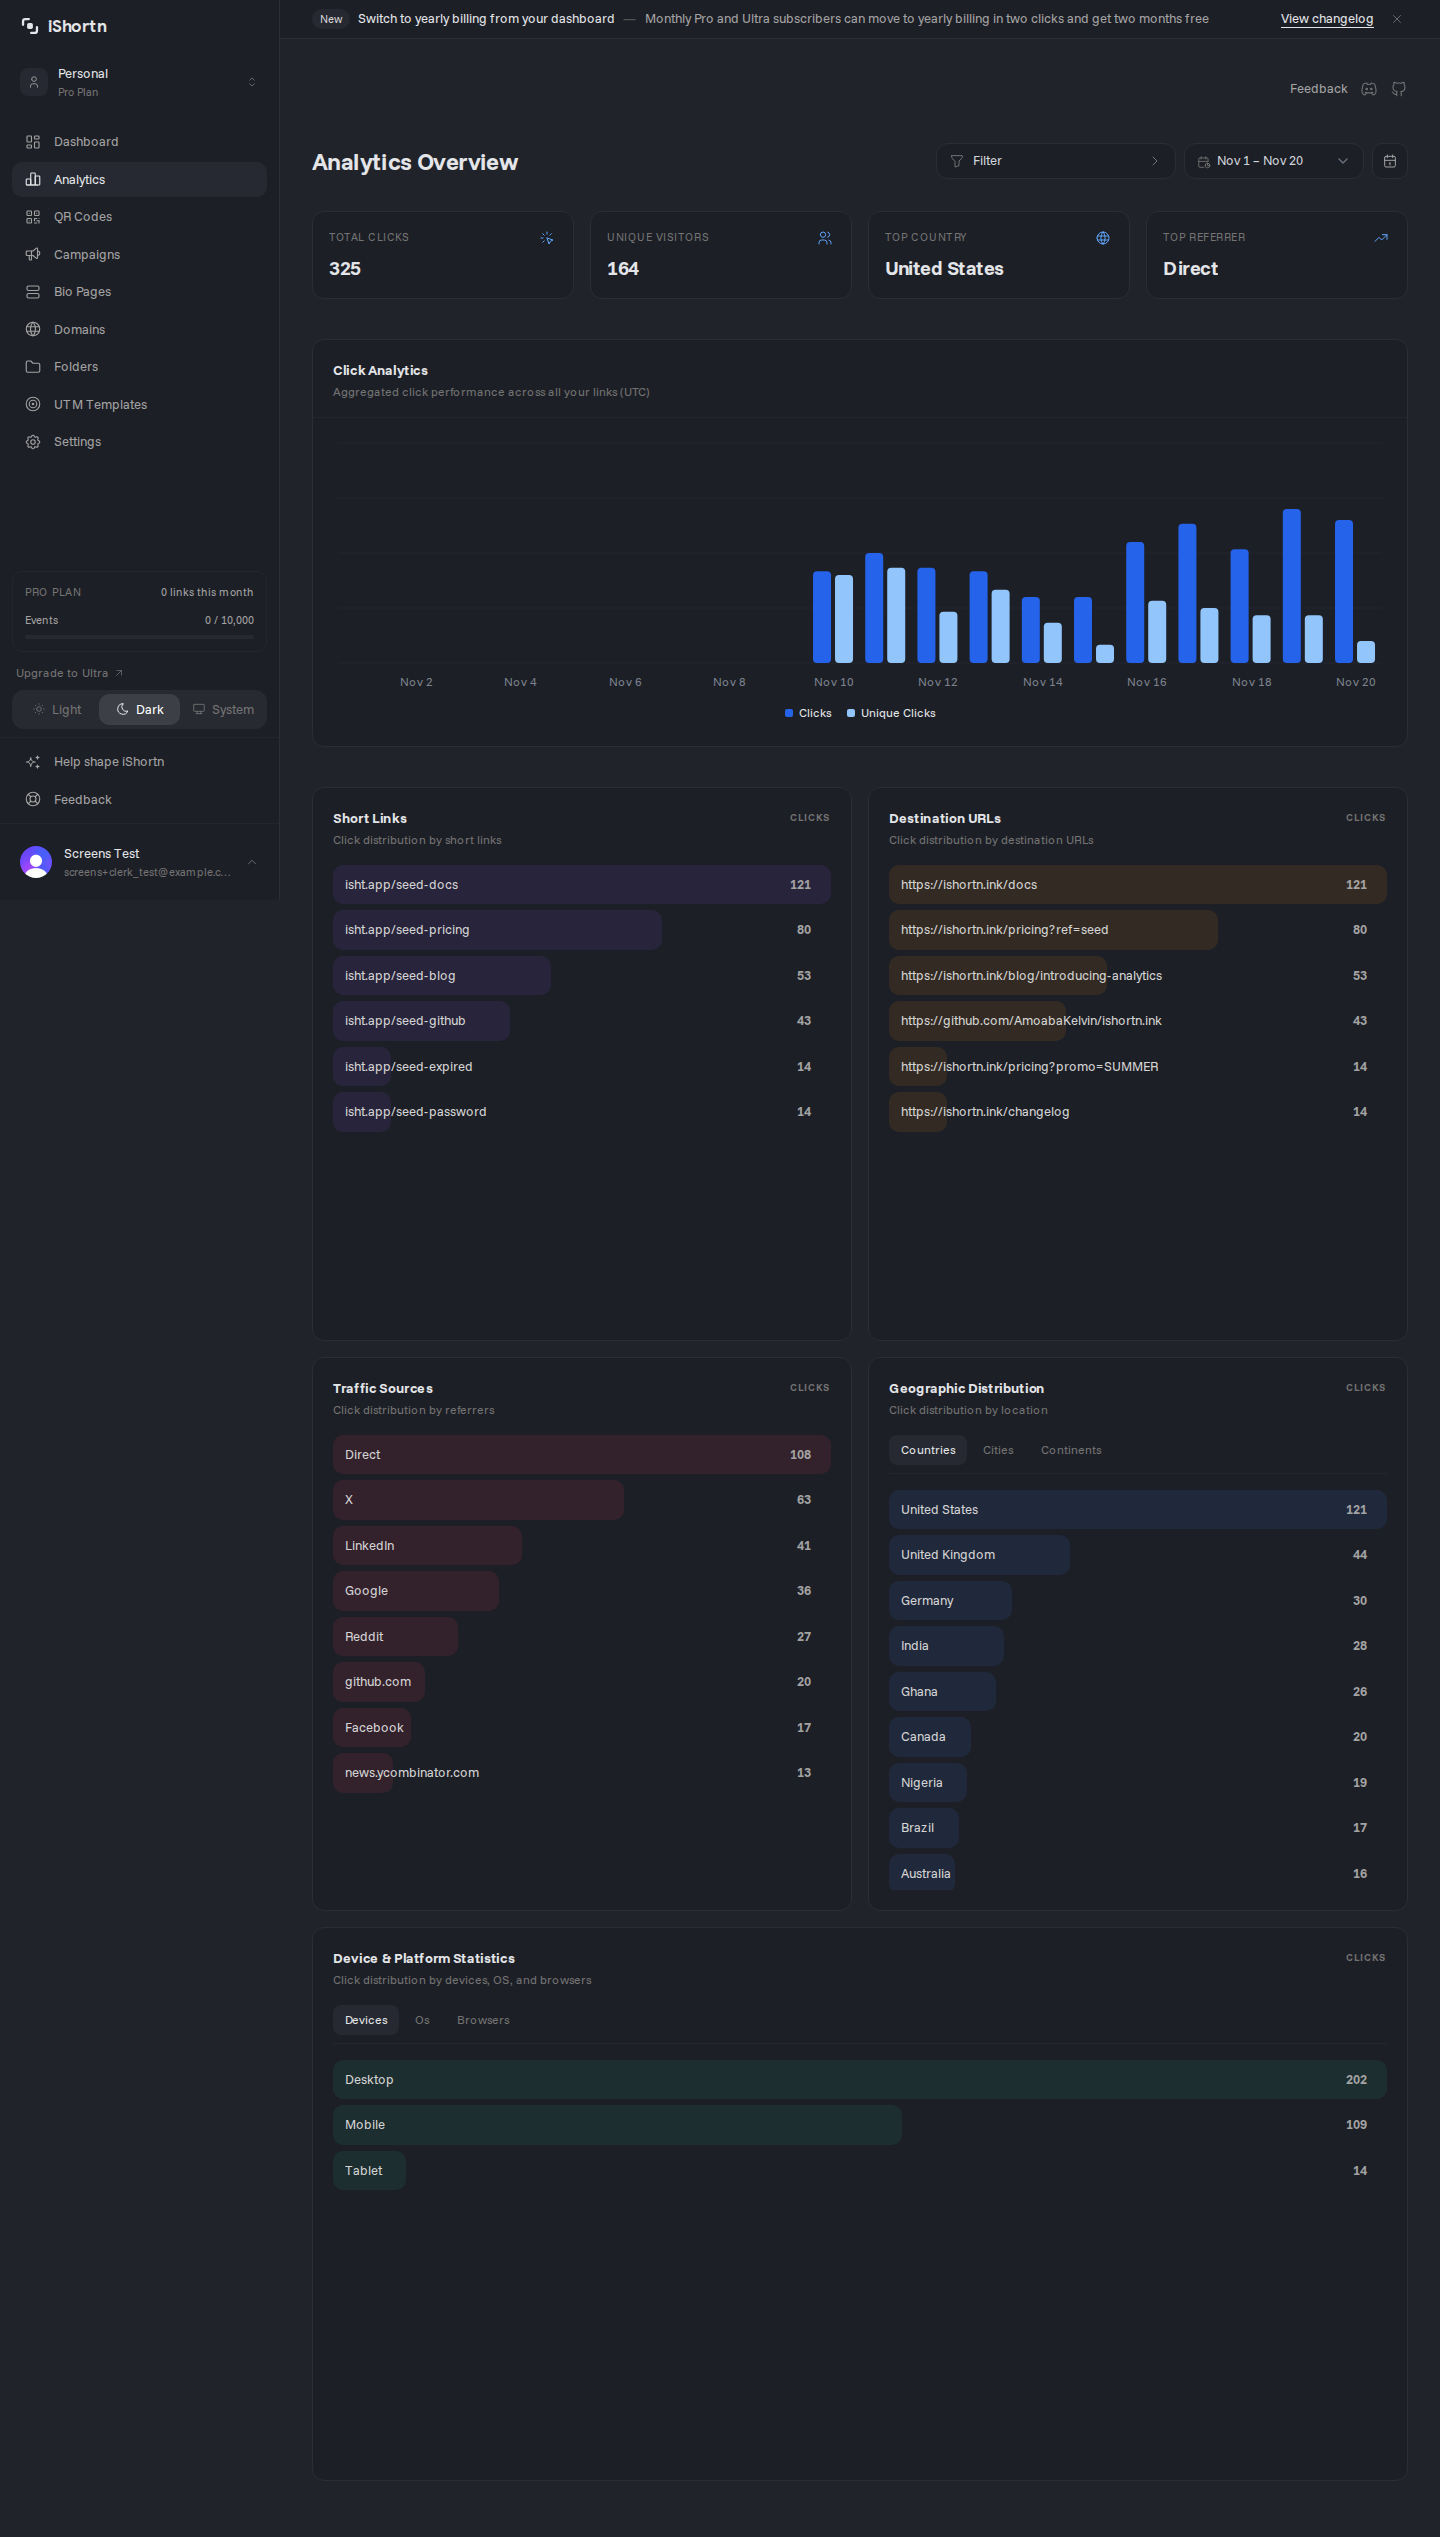 iShortn
Personal
Pro Plan
Dashboard
Analytics
QR Codes
Campaigns
Bio Pages
Domains
Folders
UTM Templates
Settings
PRO PLAN 0 links this month
Events 0 / 10,000
Upgrade to Ultra
Light Dark System
Help shape iShortn
Feedback
Screens Test
screens+clerk_test@example.c...
New Switch to yearly billing from your dashboard — Monthly Pro and Ultra subscribers can move to yearly billing in two clicks and get two months free View changelog
Feedback
Analytics Overview
Filter
Nov 1 – Nov 20
TOTAL CLICKS
325
UNIQUE VISITORS
164
TOP COUNTRY
United States
TOP REFERRER
Direct
Click Analytics
Aggregated click performance across all your links (UTC)
Nov 2 Nov 4 Nov 6 Nov 8 Nov 10 Nov 12 Nov 14 Nov 16 Nov 18 Nov 20
Clicks Unique Clicks
Short Links CLICKS
Click distribution by short links
isht.app/seed-docs 121
isht.app/seed-pricing 80
isht.app/seed-blog 53
isht.app/seed-github 43
isht.app/seed-expired 14
isht.app/seed-password 14
Destination URLs CLICKS
Click distribution by destination URLs
https://ishortn.ink/docs 121
https://ishortn.ink/pricing?ref=seed 80
https://ishortn.ink/blog/introducing-analytics 53
https://github.com/AmoabaKelvin/ishortn.ink 43
https://ishortn.ink/pricing?promo=SUMMER 14
https://ishortn.ink/changelog 14
Traffic Sources CLICKS
Click distribution by referrers
Direct 108
X 63
LinkedIn 41
Google 36
Reddit 27
github.com 20
Facebook 17
news.ycombinator.com 13
Geographic Distribution CLICKS
Click distribution by location
Countries Cities Continents
United States 121
United Kingdom 44
Germany 30
India 28
Ghana 26
Canada 20
Nigeria 19
Brazil 17
Australia 16
Device & Platform Statistics CLICKS
Click distribution by devices, OS, and browsers
Devices Os Browsers
Desktop 202
Mobile 109
Tablet 14